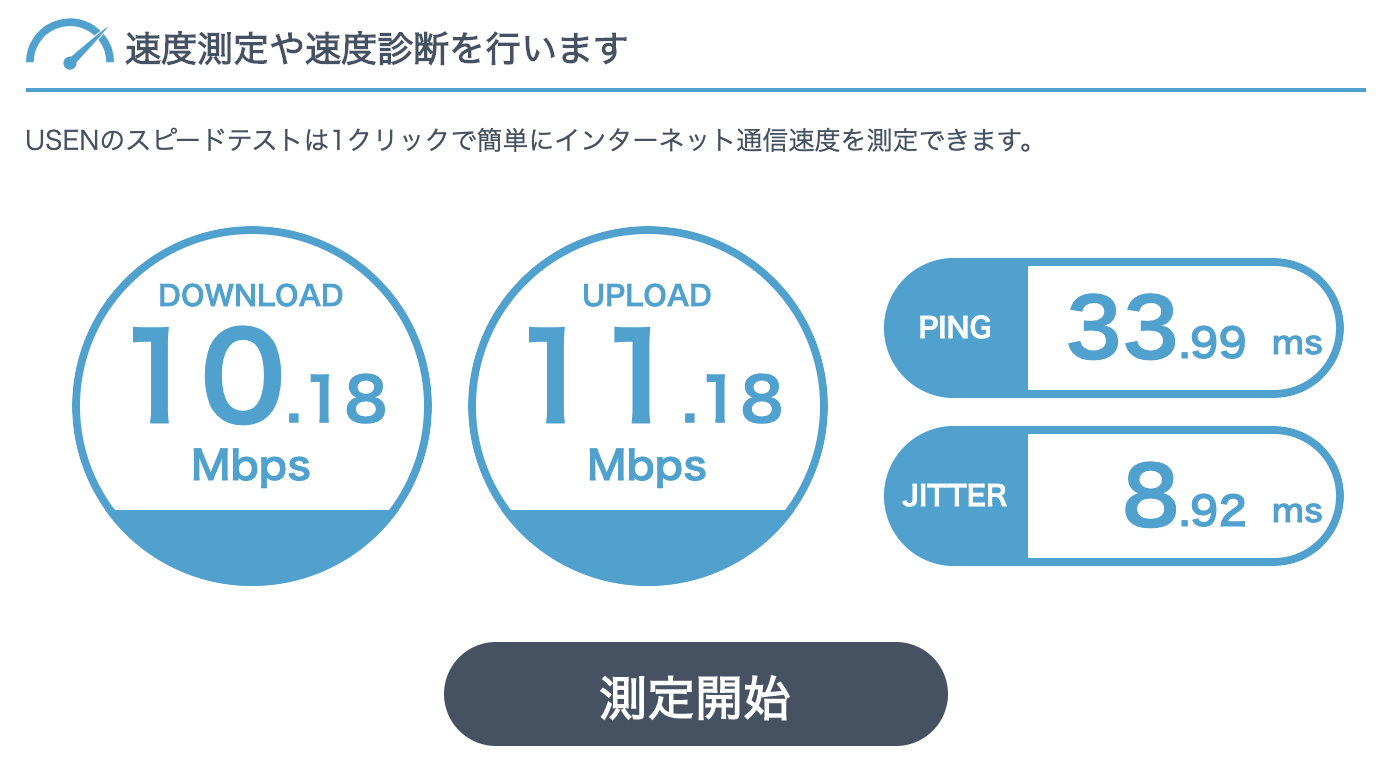 速度測定や速度診断を行います
USENのスピードテストは1クリックで簡単にインターネット通信速度を測定できます。
DOWNLOAD
10.18
Mbps
UPLOAD
11.18
Mbps
PING
33.99 ms
JITTER
8.92 ms
測定開始